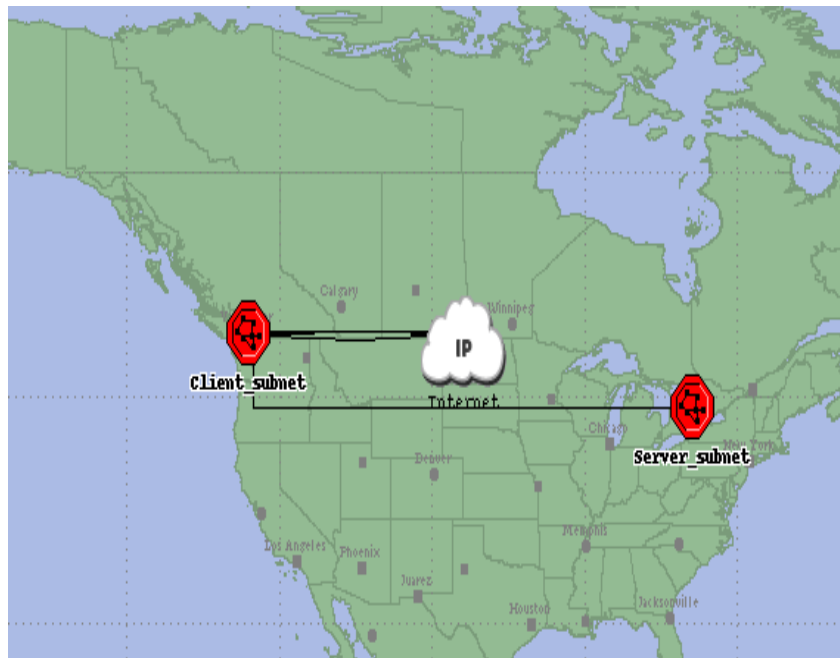 Calgary
Winnipeg
IP
Client_subnet
Internet
Chicago
New York
Server_subnet
Denver
Memphis
Los Angeles
Phoenix
Juarez
Jacksonville
Houston